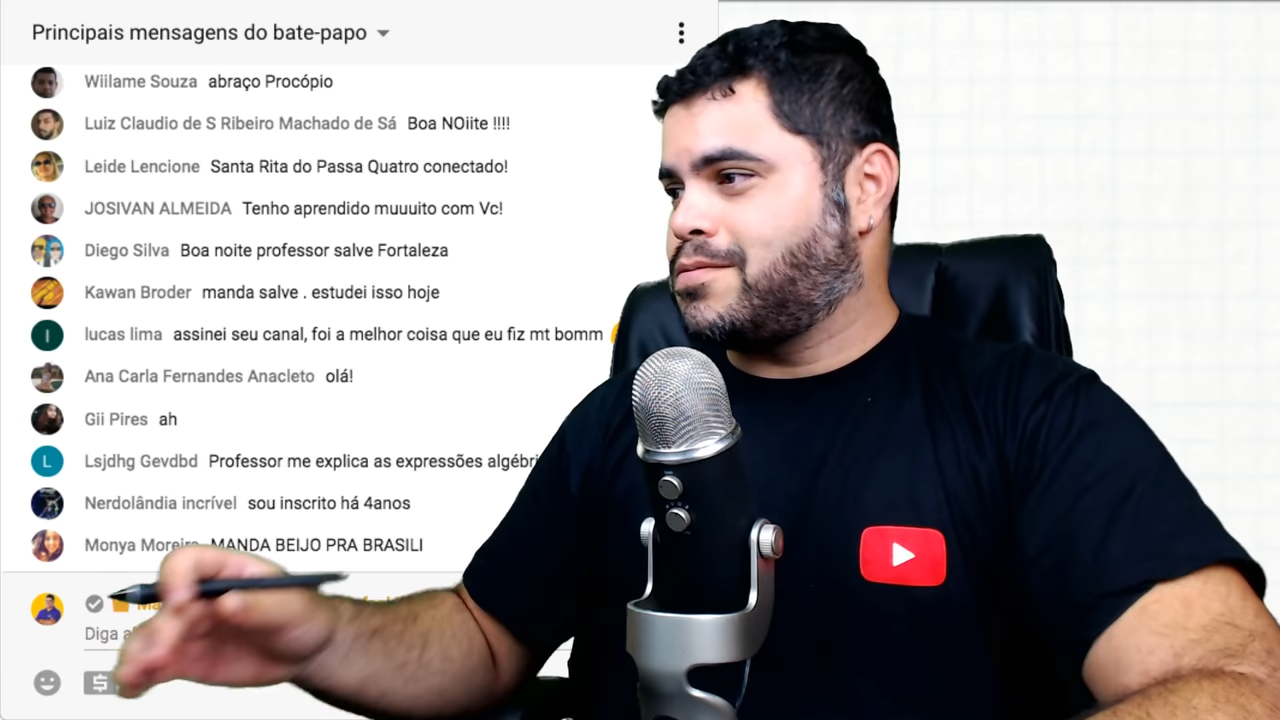 Principais mensagens do bate-papo
Wiilame Souza abraço Procópio
Luiz Claudio de S Ribeiro Machado de Sá Boa NOiite !!!!
Leide Lencione Santa Rita do Passa Quatro conectado!
JOSIVAN ALMEIDA Tenho aprendido muuuito com Vc!
Diego Silva Boa noite professor salve Fortaleza
Kawan Broder manda salve . estudei isso hoje
lucas lima assinei seu canal, foi a melhor coisa que eu fiz mt bomm
Ana Carla Fernandes Anacleto olá!
Gii Pires ah
Lsjdhg Gevdbd Professor me explica as expressões
Nerdolândia incrível sou inscrito há 4anos
Monya Moreira MANDA BEIJO PRA BRASILI
Diga